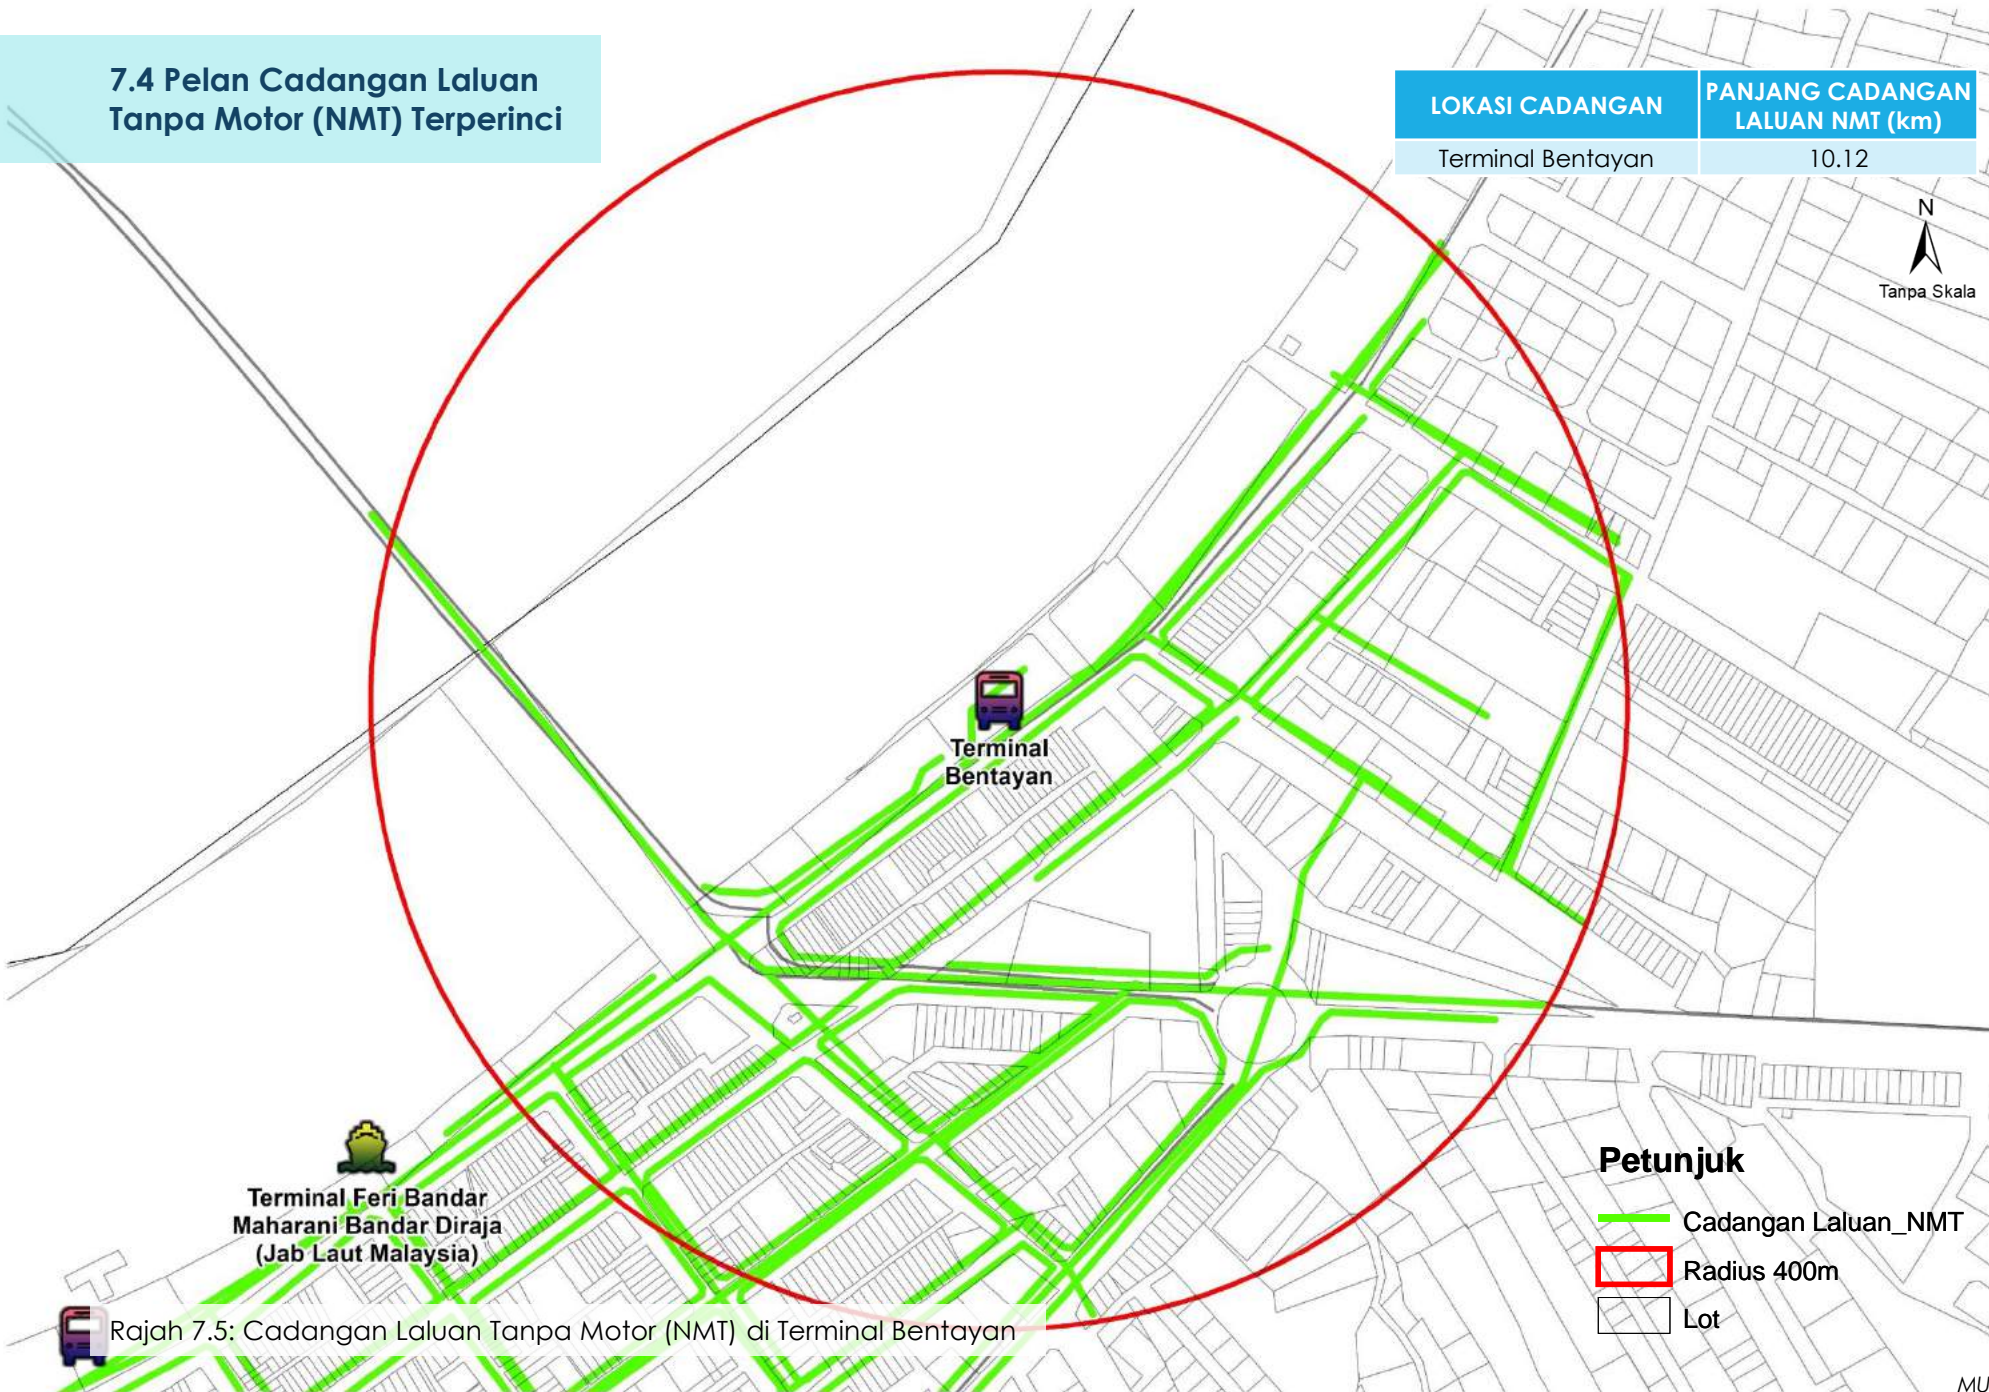 7.4 Pelan Cadangan Laluan
Tanpa Motor (NMT) Terperinci
LOKASI CADANGAN
PANJANG CADANGAN
LALUAN NMT (km)
Terminal Bentayan
10.12
N
Tanpa Skala
Terminal
Bentayan
Terminal Feri Bandar
Maharani Bandar Diraja
(Jab Laut Malaysia)
Petunjuk
Cadangan Laluan_NMT
Radius 400m
Lot
Rajah 7.5: Cadangan Laluan Tanpa Motor (NMT) di Terminal Bentayan
MU